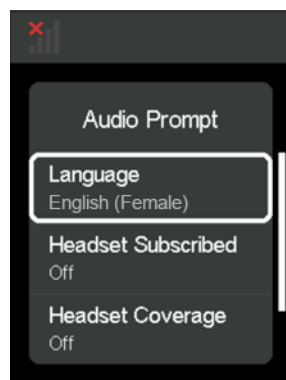 Audio Prompt
Language
English (Female)
Headset Subscribed
Off
Headset Coverage
Off